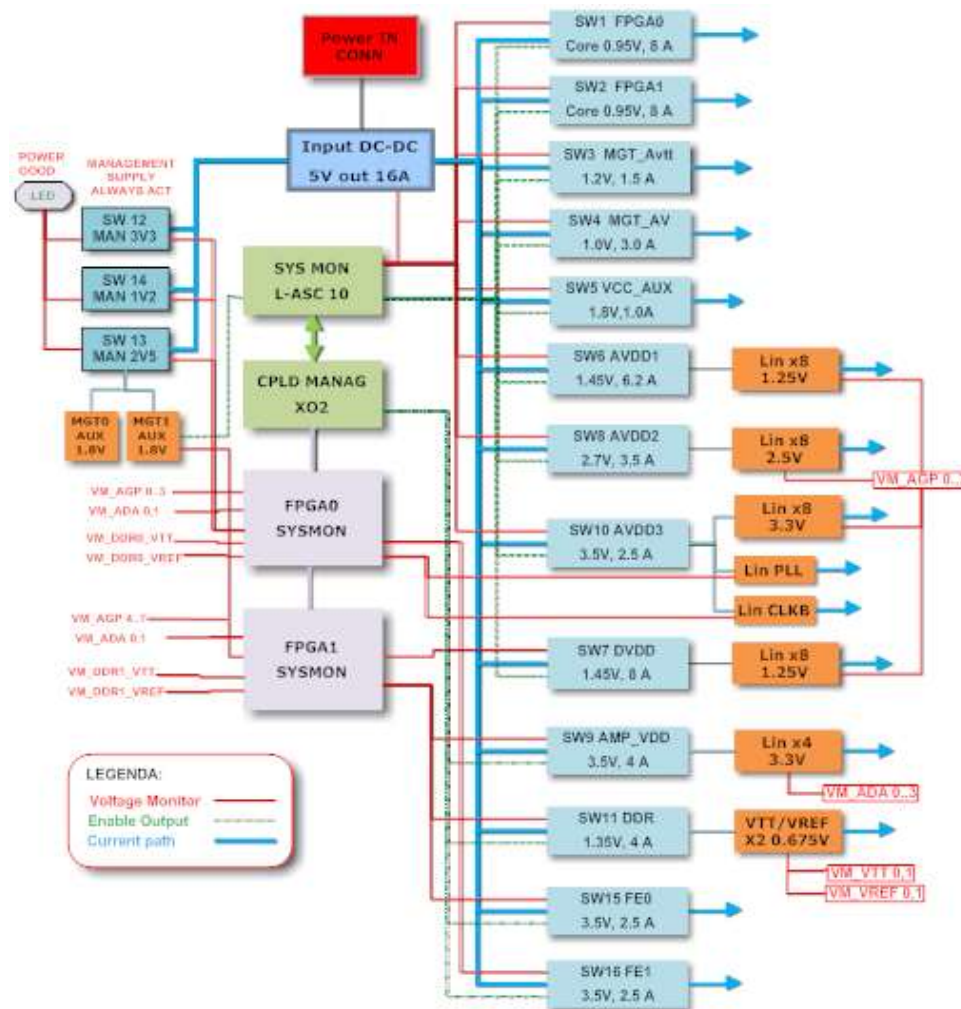 Power IN
CONN
Input DC-DC
5V out 16A
POWER
GOOD
LED
MANAGEMENT
SUPPLY
ALWAYS ACT
SW 12
MAN 3V3
SW 14
MAN 1V2
SW 13
MAN 2V5
MGT0
AUX
1.8V
MGT1
AUX
1.8V
SYS MON
L-ASC 10
CPLD MANAG
XO2
FPGA0
SYSMON
FPGA1
SYSMON
VM_AGP 0..3
VM_ADA 0,1
VM_DDR0_VTT
VM_DDR0_VREF
VM_AGP 4..7
VM_ADA 0,1
VM_DDR1_VTT
VM_DDR1_VREF
LEGENDA:
Voltage Monitor
Enable Output
Current path
SW1 FPGA0
Core 0.95V, 8 A
SW2 FPGA1
Core 0.95V, 8 A
SW3 MGT_Avtt
1.2V, 1.5 A
SW4 MGT_AV
1.0V, 3.0 A
SW5 VCC_AUX
1.8V,1.0A
SW6 AVDD1
1.45V, 6.2 A
Lin x8
1.25V
SW8 AVDD2
2.7V, 3,5 A
Lin x8
2.5V
VM_AGP 0..
SW10 AVDD3
3.5V, 2.5 A
Lin x8
3.3V
Lin PLL
Lin CLKB
SW7 DVDD
1.45V, 8 A
Lin x8
1.25V
SW9 AMP_VDD
3.5V, 4 A
Lin x4
3.3V
VM_ADA 0..3
SW11 DDR
1.35V, 4 A
VTT/VREF
X2 0.675V
VM_VTT 0,1
VM_VREF 0,1
SW15 FE0
3.5V, 2.5 A
SW16 FE1
3.5V, 2.5 A